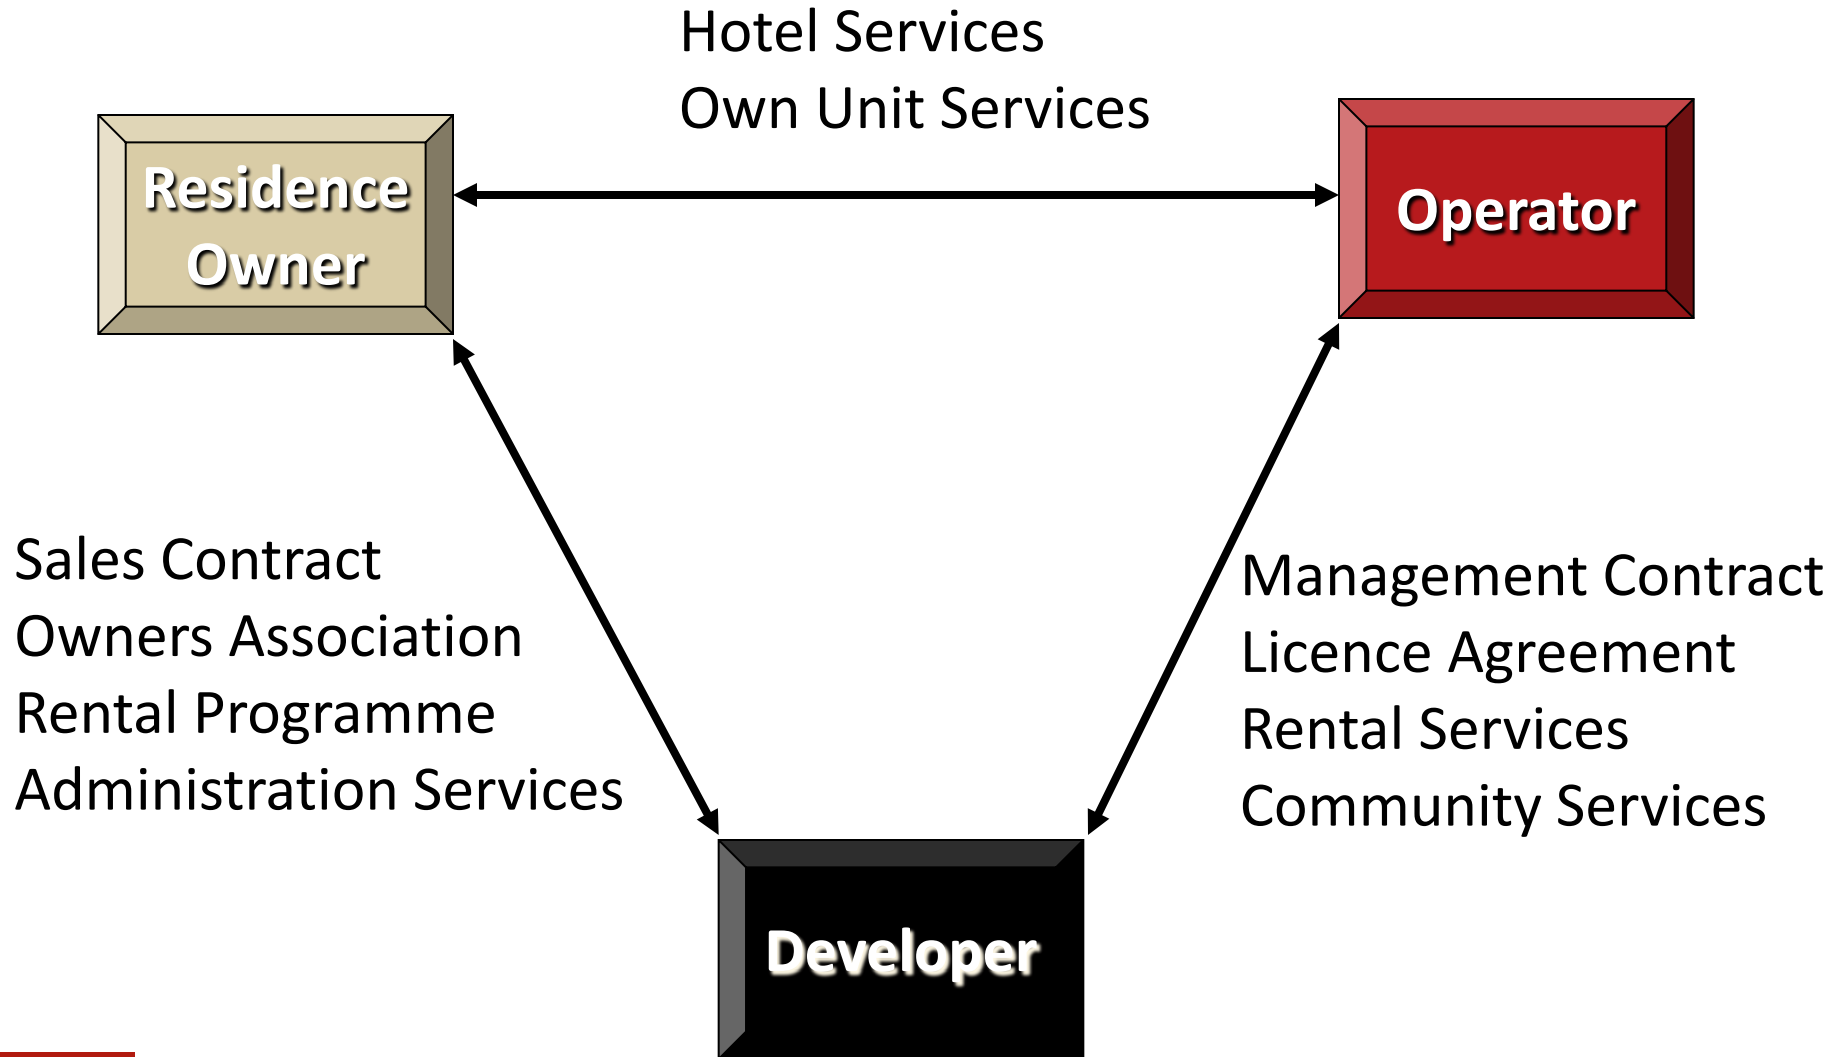 Hotel Services
Own Unit Services
Residence
Owner
Operator
Sales Contract
Owners Association
Rental Programme
Administration Services
Management Contract
Licence Agreement
Rental Services
Community Services
Developer